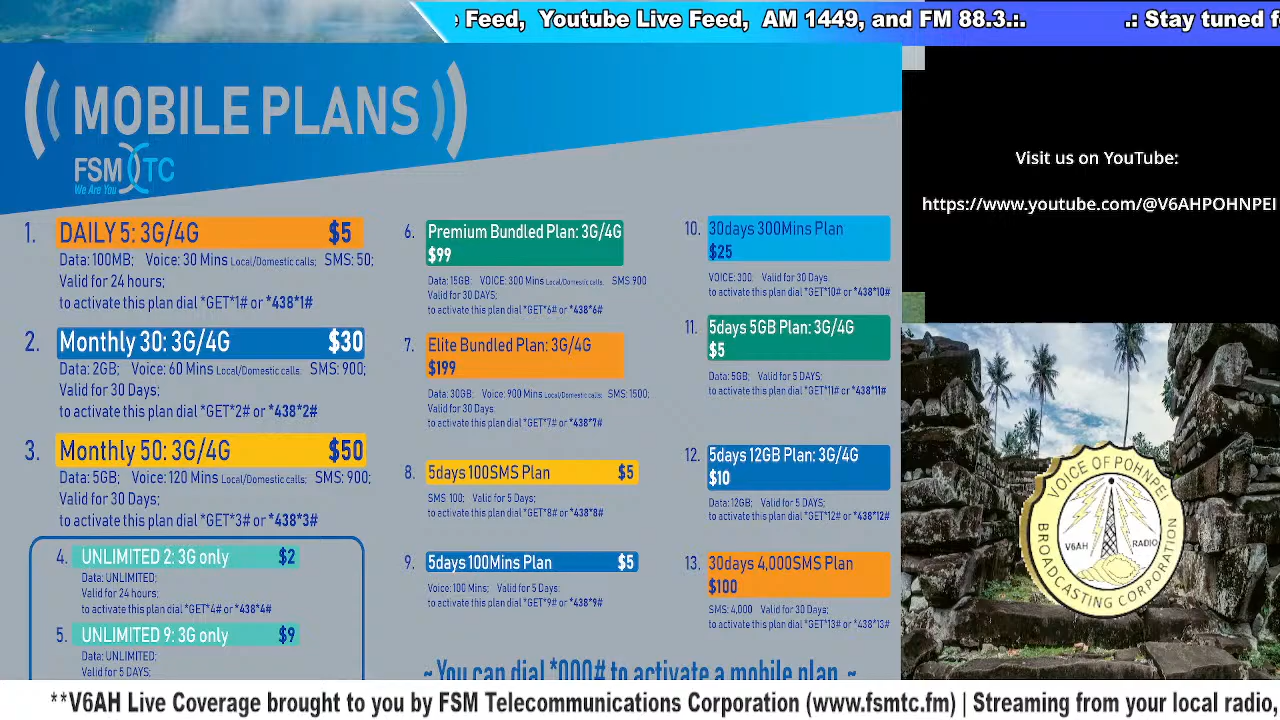 e Feed, Youtube Live Feed, AM 1449, and FM 88.3.:.
.: Stay tuned f
MOBILE PLANS
FSMTC
We Are You
1. DAILY 5: 3G/4G $5
Data: 100MB; Voice: 30 Mins Local/Domestic calls; SMS: 50;
Valid for 24 hours;
to activate this plan dial *GET*1# or *438*1#
2. Monthly 30: 3G/4G $30
Data: 2GB; Voice: 60 Mins Local/Domestic calls; SMS: 900;
Valid for 30 Days;
to activate this plan dial *GET*2# or *438*2#
3. Monthly 50: 3G/4G $50
Data: 5GB; Voice: 120 Mins Local/Domestic calls; SMS: 900;
Valid for 30 Days;
to activate this plan dial *GET*3# or *438*3#
4. UNLIMITED 2: 3G only $2
Data: UNLIMITED;
Valid for 24 hours;
to activate this plan dial *GET*4# or *438*4#
5. UNLIMITED 9: 3G only $9
Data: UNLIMITED;
Valid for 5 DAYS
6. Premium Bundled Plan: 3G/4G
$99
Data: 15GB; VOICE: 300 Mins Local/Domestic calls; SMS 900
Valid for 30 DAYS;
to activate this plan dial *GET*6# or *438*6#
7. Elite Bundled Plan: 3G/4G
$199
Data: 30GB; Voice: 900 Mins Local/Domestic calls; SMS: 1500;
Valid for 30 Days.
to activate this plan dial *GET*7# or *438*7#
8. 5days 100SMS Plan $5
SMS 100; Valid for 5 Days;
to activate this plan dial *GET*8# or *438*8#
9. 5days 100Mins Plan $5
Voice: 100 Mins; Valid for 5 Days;
to activate this plan dial *GET*9# or *438*9#
10. 30days 300Mins Plan
$25
VOICE: 300 Valid for 30 Days;
to activate this plan dial *GET*10# or *438*10#
11. 5days 5GB Plan: 3G/4G
$5
Data: 5GB; Valid for 5 DAYS;
to activate this plan dial *GET*11# or *438*11#
12. 5days 12GB Plan: 3G/4G
$10
Data: 12GB; Valid for 5 DAYS;
to activate this plan dial *GET*12# or *438*12#
13. 30days 4,000SMS Plan
$100
SMS: 4,000 Valid for 30 Days;
to activate this plan dial *GET*13# or *438*13#
~ You can dial *000# to activate a mobile plan ~
Visit us on YouTube:
https://www.youtube.com/@V6AHPOHNPEI
VOICE OF POHNPEI
V6AH RADIO
BROADCASTING CORPORATION
**V6AH Live Coverage brought to you by FSM Telecommunications Corporation (www.fsmtc.fm) | Streaming from your local radio,